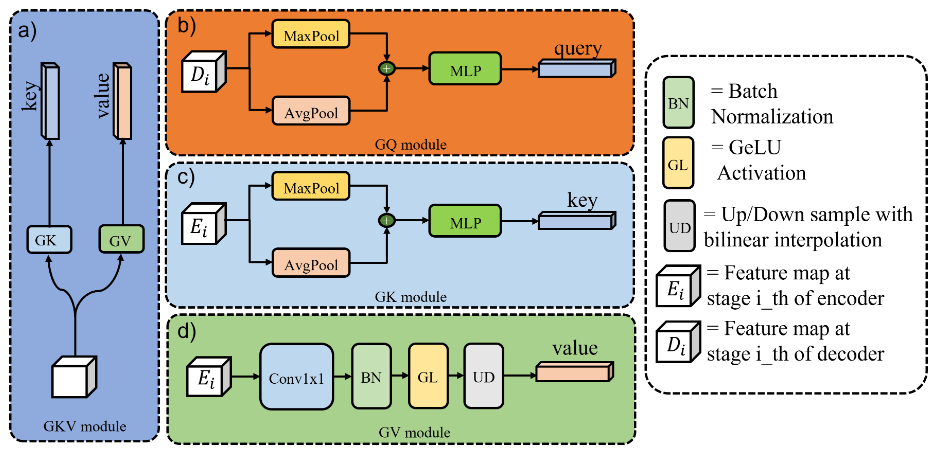 a)
key
value
GK
GV
GKV module
b)
D_i
MaxPool
AvgPool
+
MLP
query
GQ module
c)
E_i
MaxPool
AvgPool
+
MLP
key
GK module
d)
E_i
Conv1x1
BN
GL
UD
value
GV module
BN
= Batch
Normalization
GL
= GeLU
Activation
UD
= Up/Down sample with
bilinear interpolation
E_i
= Feature map at
stage i_th of encoder
D_i
= Feature map at
stage i_th of decoder